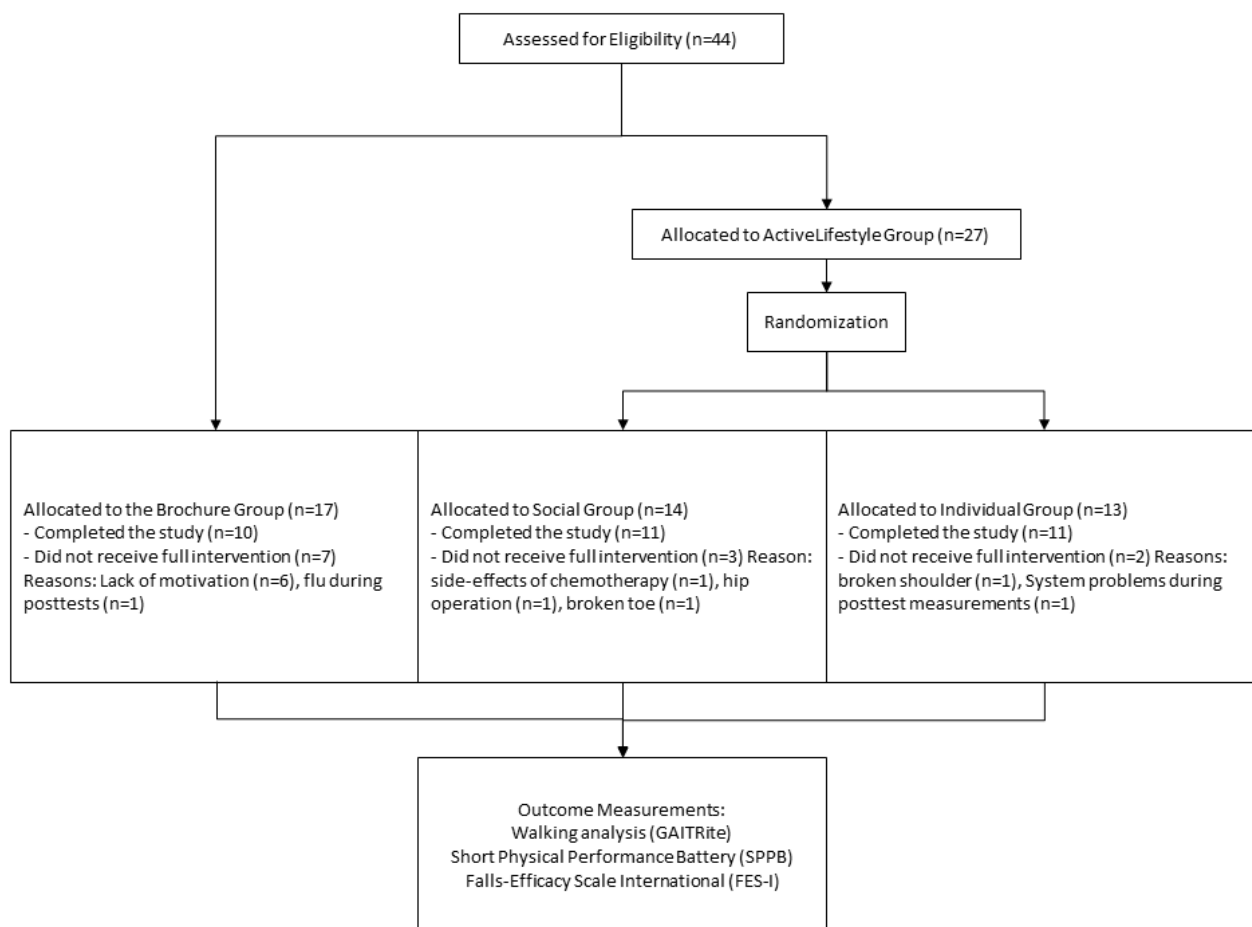 Assessed for Eligibility (n=44)
Allocated to ActiveLifestyle Group (n=27)
Randomization
Allocated to the Brochure Group (n=17)
- Completed the study (n=10)
- Did not receive full intervention (n=7)
Reasons: Lack of motivation (n=6), flu during
posttests (n=1)
Allocated to Social Group (n=14)
- Completed the study (n=11)
- Did not receive full intervention (n=3) Reason:
side-effects of chemotherapy (n=1), hip
operation (n=1), broken toe (n=1)
Allocated to Individual Group (n=13)
- Completed the study (n=11)
- Did not receive full intervention (n=2) Reasons:
broken shoulder (n=1), System problems during
posttest measurements (n=1)
Outcome Measurements:
Walking analysis (GAITRite)
Short Physical Performance Battery (SPPB)
Falls-Efficacy Scale International (FES-I)